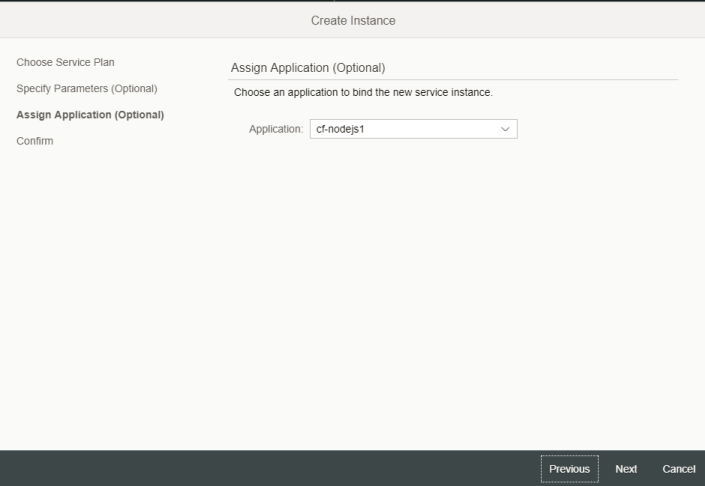 Create Instance
Choose Service Plan
Specify Parameters (Optional)
Assign Application (Optional)
Confirm
Assign Application (Optional)
Choose an application to bind the new service instance.
Application: cf-nodejs1
Previous Next Cancel